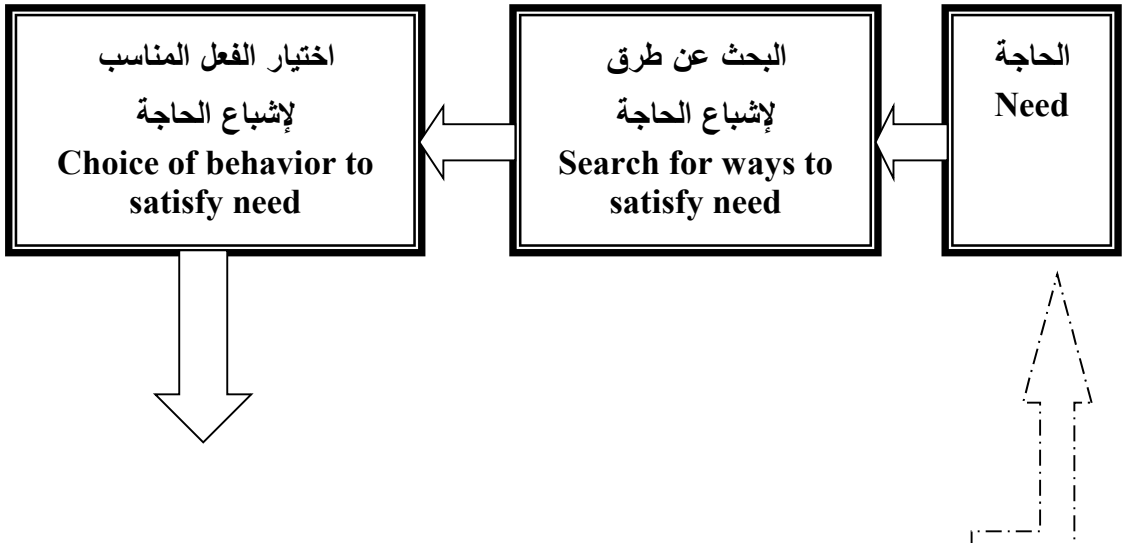 الحاجة
Need
البحث عن طرق
لإشباع الحاجة
Search for ways to
satisfy need
اختيار الفعل المناسب
لإشباع الحاجة
Choice of behavior to
satisfy need